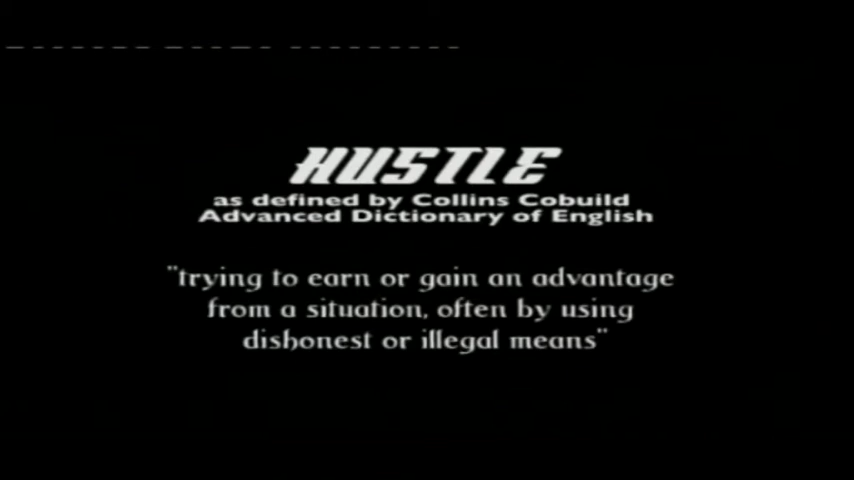 HUSTLE
as defined by Collins Cobuild
Advanced Dictionary of English
"trying to earn or gain an advantage
from a situation, often by using
dishonest or illegal means"